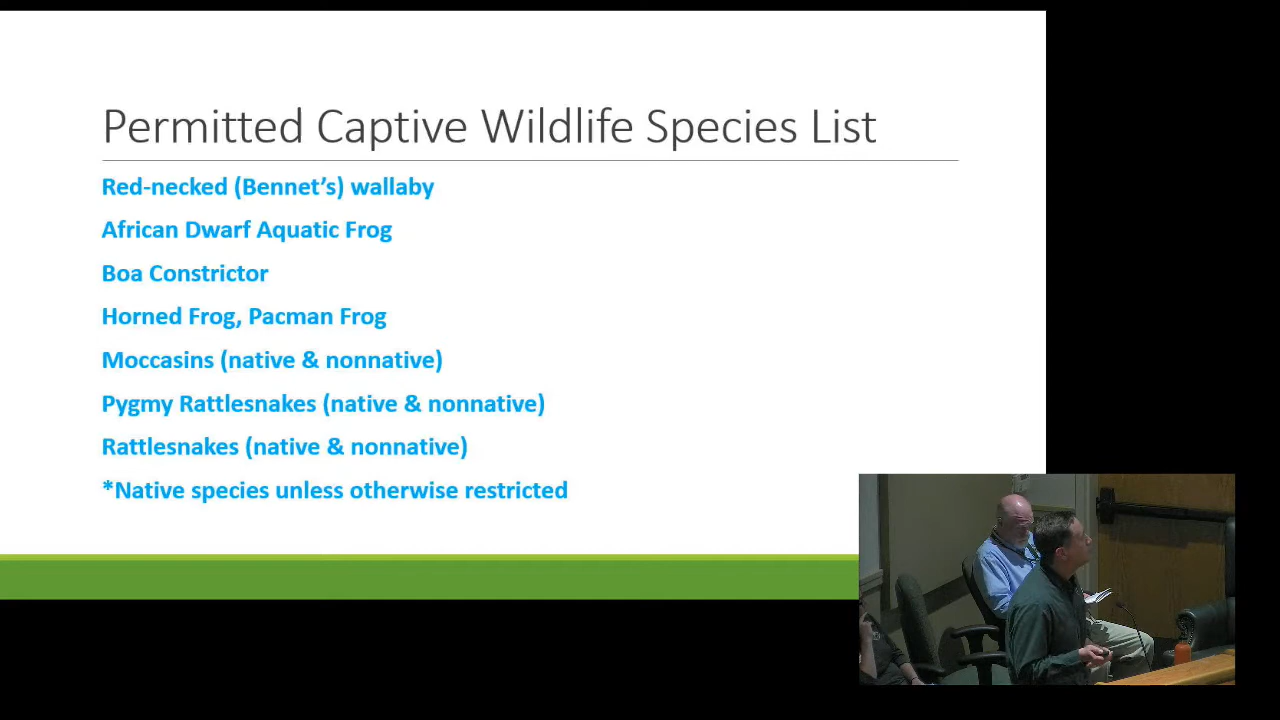 Permitted Captive Wildlife Species List
Red-necked (Bennet’s) wallaby
African Dwarf Aquatic Frog
Boa Constrictor
Horned Frog, Pacman Frog
Moccasins (native & nonnative)
Pygmy Rattlesnakes (native & nonnative)
Rattlesnakes (native & nonnative)
*Native species unless otherwise restricted